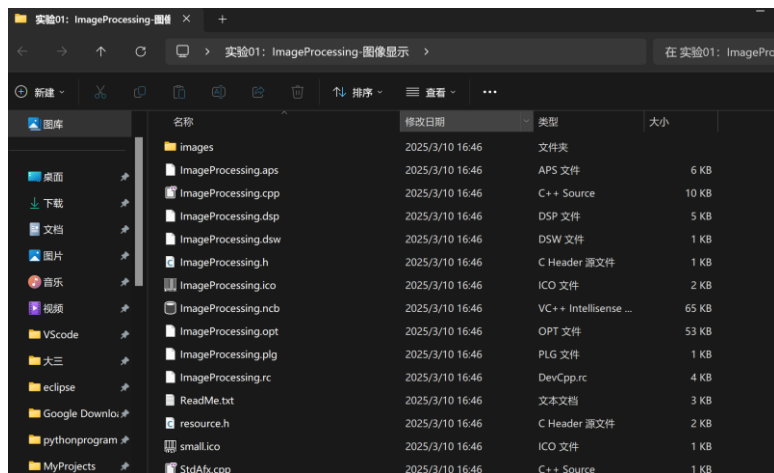 实验01: ImageProcessing-图像
实验01: ImageProcessing-图像显示
在 实验01: ImagePro
新建
排序
查看
名称 修改日期 类型 大小
图库
桌面
下载
文档
图片
音乐
视频
VScode
大三
eclipse
Google Downloa
pythonprogram
MyProjects
images 2025/3/10 16:46 文件夹
ImageProcessing.aps 2025/3/10 16:46 APS 文件 6 KB
ImageProcessing.cpp 2025/3/10 16:46 C++ Source 10 KB
ImageProcessing.dsp 2025/3/10 16:46 DSP 文件 5 KB
ImageProcessing.dsw 2025/3/10 16:46 DSW 文件 1 KB
ImageProcessing.h 2025/3/10 16:46 C Header 源文件 1 KB
ImageProcessing.ico 2025/3/10 16:46 ICO 文件 2 KB
ImageProcessing.ncb 2025/3/10 16:46 VC++ Intellisense ... 65 KB
ImageProcessing.opt 2025/3/10 16:46 OPT 文件 53 KB
ImageProcessing.plg 2025/3/10 16:46 PLG 文件 1 KB
ImageProcessing.rc 2025/3/10 16:46 DevCpp.rc 4 KB
ReadMe.txt 2025/3/10 16:46 文本文档 3 KB
resource.h 2025/3/10 16:46 C Header 源文件 2 KB
small.ico 2025/3/10 16:46 ICO 文件 1 KB
StdAfx.cpp 2025/3/10 16:46 C++ Source 1 KB